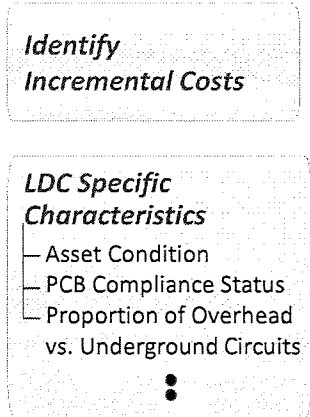 Identify
Incremental Costs
LDC Specific
Characteristics
Asset Condition
PCB Compliance Status
Proportion of Overhead
vs. Underground Circuits